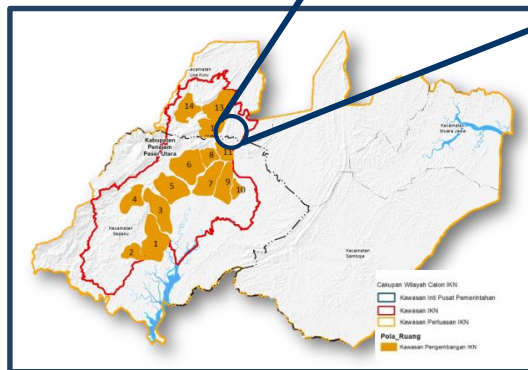 Kecamatan
Loa Kulu
14
13
Kabupaten
Penajam
Paser Utara
8
11
6
5
7
9
10
4
3
Kecamatan
Sepaku
2
1
Kecamatan
Muara Jawa
Kecamatan
Samboja
Cakupan Wilayah Calon IKN
Kawasan Inti Pusat Pemerintahan
Kawasan IKN
Kawasan Perluasan IKN
Pola_Ruang
Kawasan Pengembangan IKN